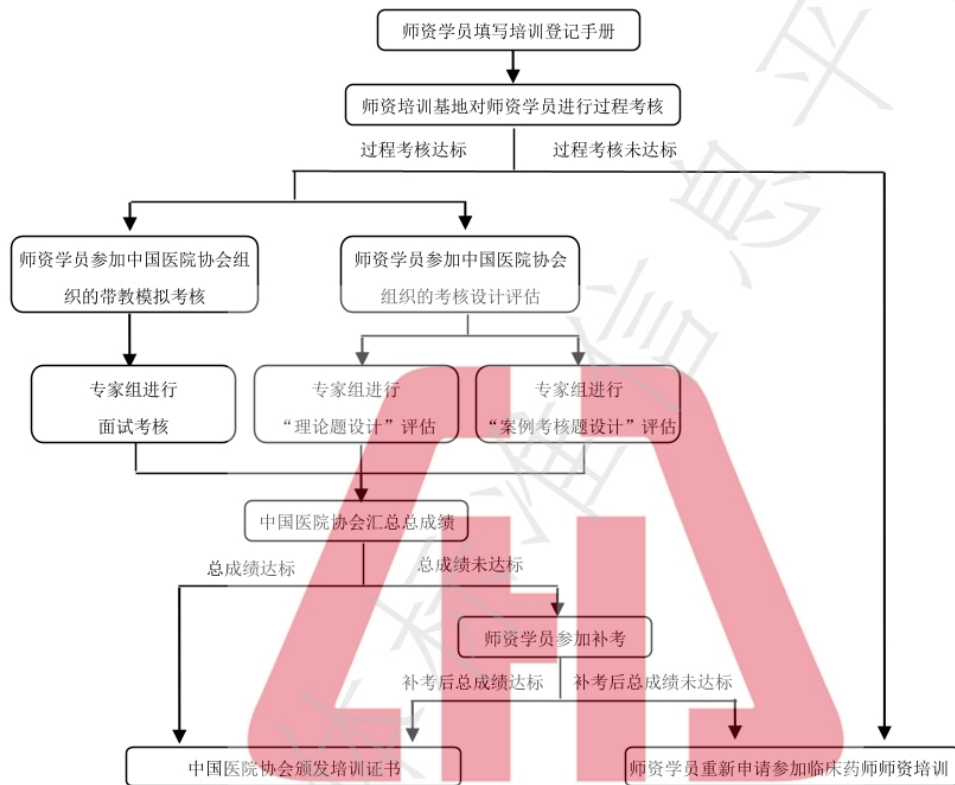 师资学员填写培训登记手册
师资培训基地对师资学员进行过程考核
过程考核达标
过程考核未达标
师资学员参加中国医院协会组
织的带教模拟考核
师资学员参加中国医院协会
组织的考核设计评估
专家组进行
面试考核
专家组进行
“理论题设计”评估
专家组进行
“案例考核题设计”评估
中国医院协会汇总总成绩
总成绩达标
总成绩未达标
师资学员参加补考
补考后总成绩达标
补考后总成绩未达标
中国医院协会颁发培训证书
师资学员重新申请参加临床药师师资培训
标准信息平